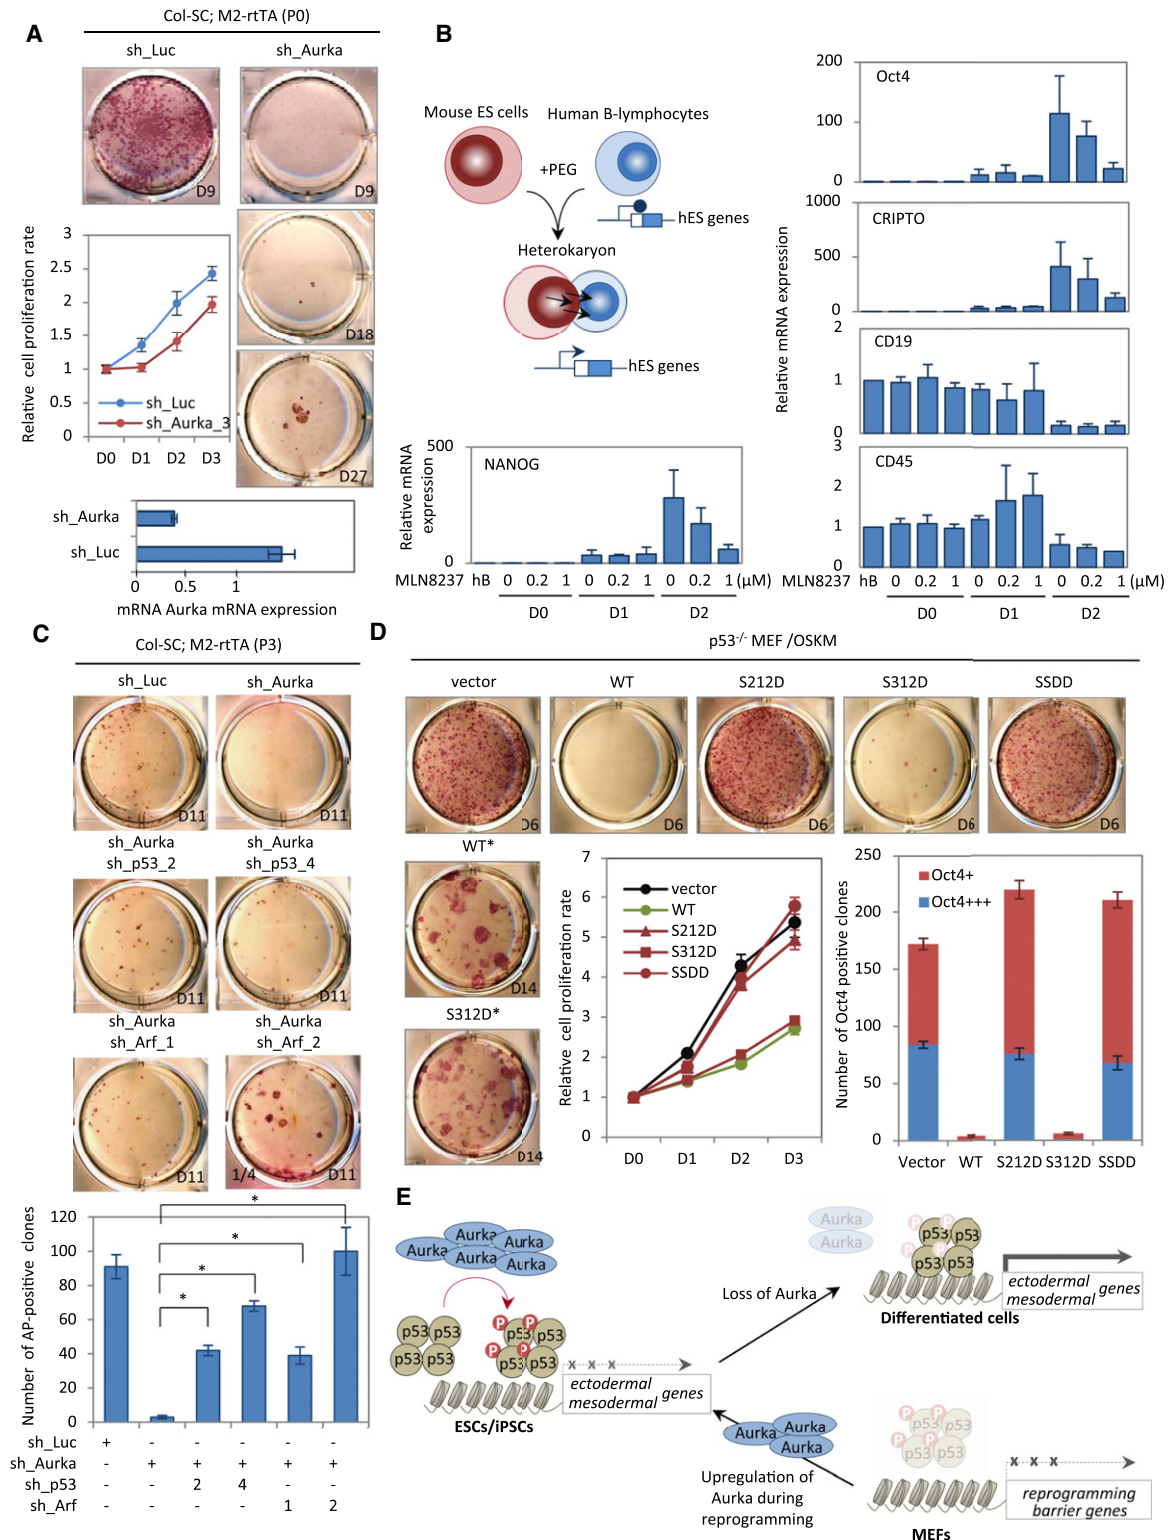 A
Col-SC; M2-rtTA (P0)
sh_Luc
sh_Aurka
D9
D9
D18
D27
Relative cell proliferation rate
3
2.5
2
1.5
1
0.5
0
sh_Luc
sh_Aurka_3
D0 D1 D2 D3
sh_Aurka
sh_Luc
0 0.5 1
mRNA Aurka mRNA expression
B
Mouse ES cells
Human B-lymphocytes
+PEG
hES genes
Heterokaryon
hES genes
Relative mRNA
expression
500
0
NANOG
MLN8237 hB 0 0.2 1 0 0.2 1 0 0.2 1 (μM)
D0 D1 D2
Relative mRNA expression
200
100
0
Oct4
1000
500
0
CRIPTO
2
1
0
CD19
3
2
1
0
CD45
MLN8237 hB 0 0.2 1 0 0.2 1 0 0.2 1 (μM)
D0 D1 D2
C
Col-SC; M2-rtTA (P3)
sh_Luc
sh_Aurka
D11
D11
sh_Aurka
sh_p53_2
sh_Aurka
sh_p53_4
D11
D11
sh_Aurka
sh_Arf_1
sh_Aurka
sh_Arf_2
D11
1/4
D11
Number of AP-positive clones
120
100
80
60
40
20
0
*
*
*
*
sh_Luc + - - - - -
sh_Aurka - + + + + +
sh_p53 - - 2 4 - -
sh_Arf - - - - 1 2
D
p53-/- MEF /OSKM
vector WT S212D S312D SSDD
D6 D6 D6 D6 D6
WT*
D14
S312D*
D14
Relative cell proliferation rate
7
6
5
4
3
2
1
0
vector
WT
S212D
S312D
SSDD
D0 D1 D2 D3
Number of Oct4 positive clones
250
200
150
100
50
0
Oct4+
Oct4+++
Vector WT S212D S312D SSDD
E
Aurka
Aurka Aurka
Aurka Aurka
Aurka
p53 p53
p53 p53
P P
p53 p53
P P
p53 p53
x x x
ectodermal
mesodermal genes
ESCs/iPSCs
Loss of Aurka
Aurka
Aurka
P P
p53 p53
P P
p53 p53
ectodermal
mesodermal genes
Differentiated cells
Aurka Aurka
Aurka
Upregulation of
Aurka during
reprogramming
P P
p53 p53
P P
p53 p53
x x x
reprogramming
barrier genes
MEFs